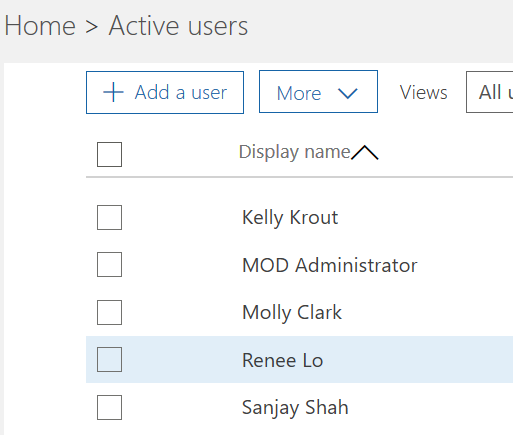 Home > Active users
+ Add a user More Views All
Display name
Kelly Krout
MOD Administrator
Molly Clark
Renee Lo
Sanjay Shah